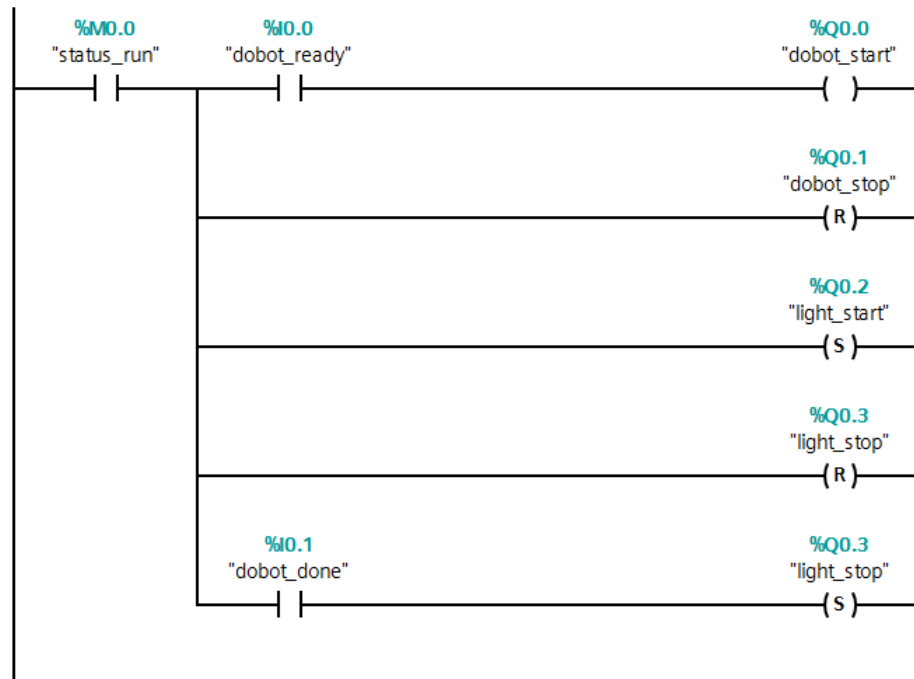 %M0.0 %I0.0 %Q0.0
"status_run" "dobot_ready" "dobot_start"
%Q0.1
"dobot_stop"
R
%Q0.2
"light_start"
S
%Q0.3
"light_stop"
R
%I0.1 %Q0.3
"dobot_done" "light_stop"
S